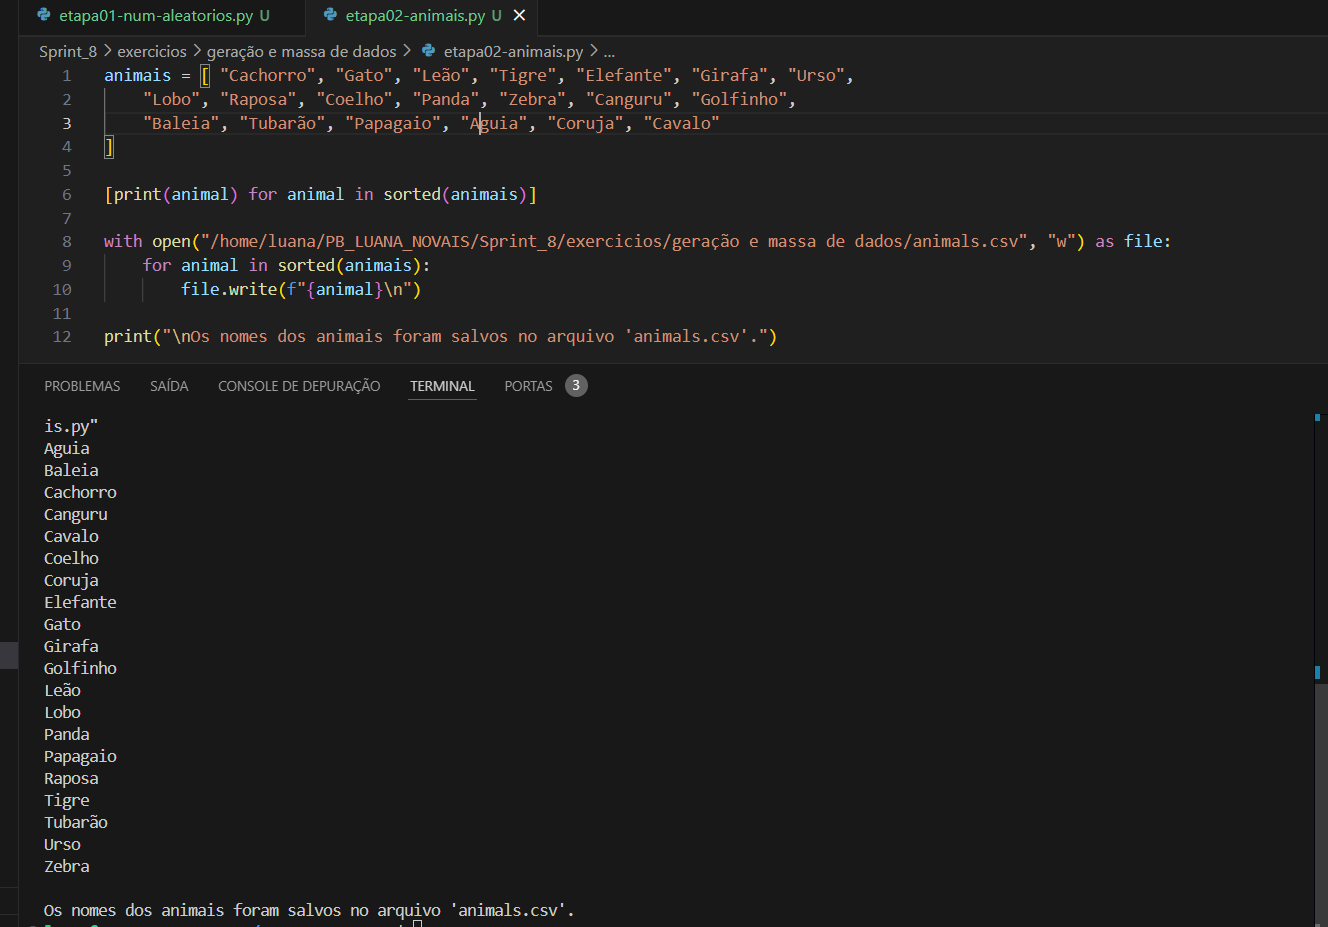 etapa01-num-aleatorios.py U etapa02-animais.py U
Sprint_8 > exercicios > geração e massa de dados > etapa02-animais.py > ...
1 animais = [ "Cachorro", "Gato", "Leão", "Tigre", "Elefante", "Girafa", "Urso",
2 "Lobo", "Raposa", "Coelho", "Panda", "Zebra", "Canguru", "Golfinho",
3 "Baleia", "Tubarão", "Papagaio", "Aguia", "Coruja", "Cavalo"
4 ]
5
6 [print(animal) for animal in sorted(animais)]
7
8 with open("/home/luana/PB_LUANA_NOVAIS/Sprint_8/exercicios/geração e massa de dados/animals.csv", "w") as file:
9 for animal in sorted(animais):
10 file.write(f"{animal}\n")
11
12 print("\nOs nomes dos animais foram salvos no arquivo 'animals.csv'.")
PROBLEMAS SAÍDA CONSOLE DE DEPURAÇÃO TERMINAL PORTAS 3
is.py"
Aguia
Baleia
Cachorro
Canguru
Cavalo
Coelho
Coruja
Elefante
Gato
Girafa
Golfinho
Leão
Lobo
Panda
Papagaio
Raposa
Tigre
Tubarão
Urso
Zebra
Os nomes dos animais foram salvos no arquivo 'animals.csv'.